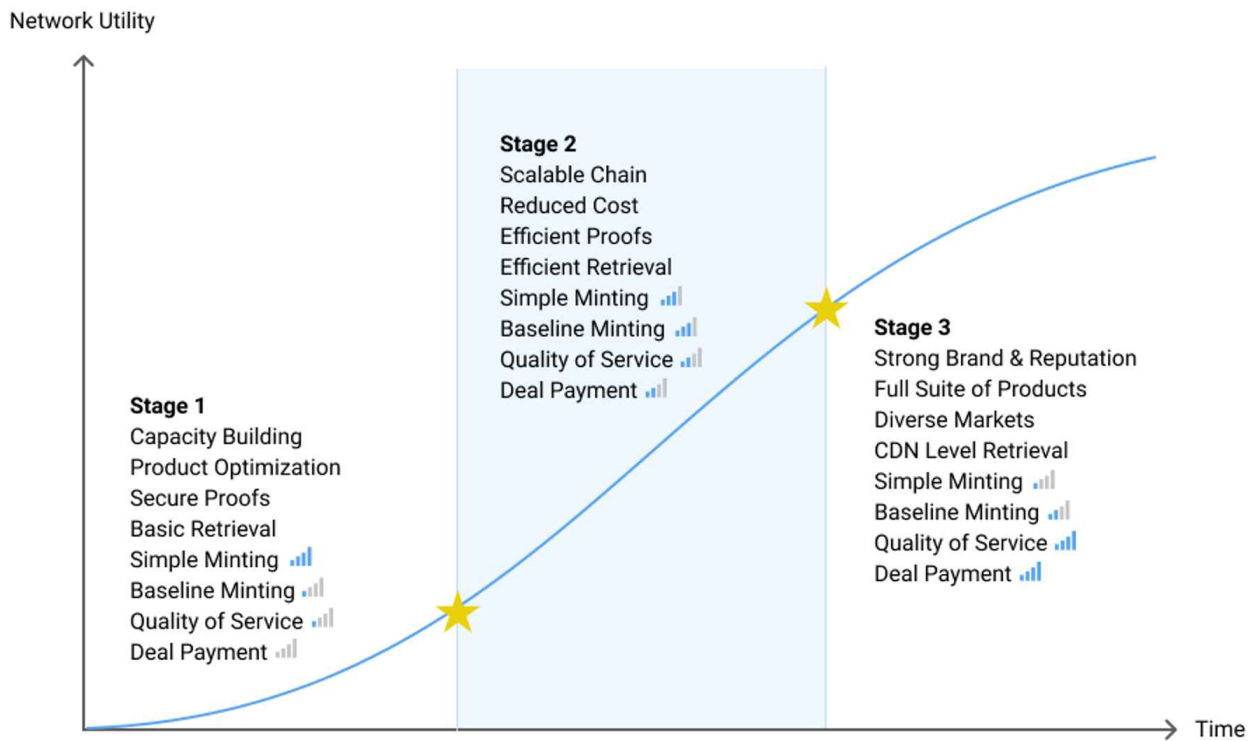 Network Utility
Stage 1
Capacity Building
Product Optimization
Secure Proofs
Basic Retrieval
Simple Minting
Baseline Minting
Quality of Service
Deal Payment
Stage 2
Scalable Chain
Reduced Cost
Efficient Proofs
Efficient Retrieval
Simple Minting
Baseline Minting
Quality of Service
Deal Payment
Stage 3
Strong Brand & Reputation
Full Suite of Products
Diverse Markets
CDN Level Retrieval
Simple Minting
Baseline Minting
Quality of Service
Deal Payment
Time